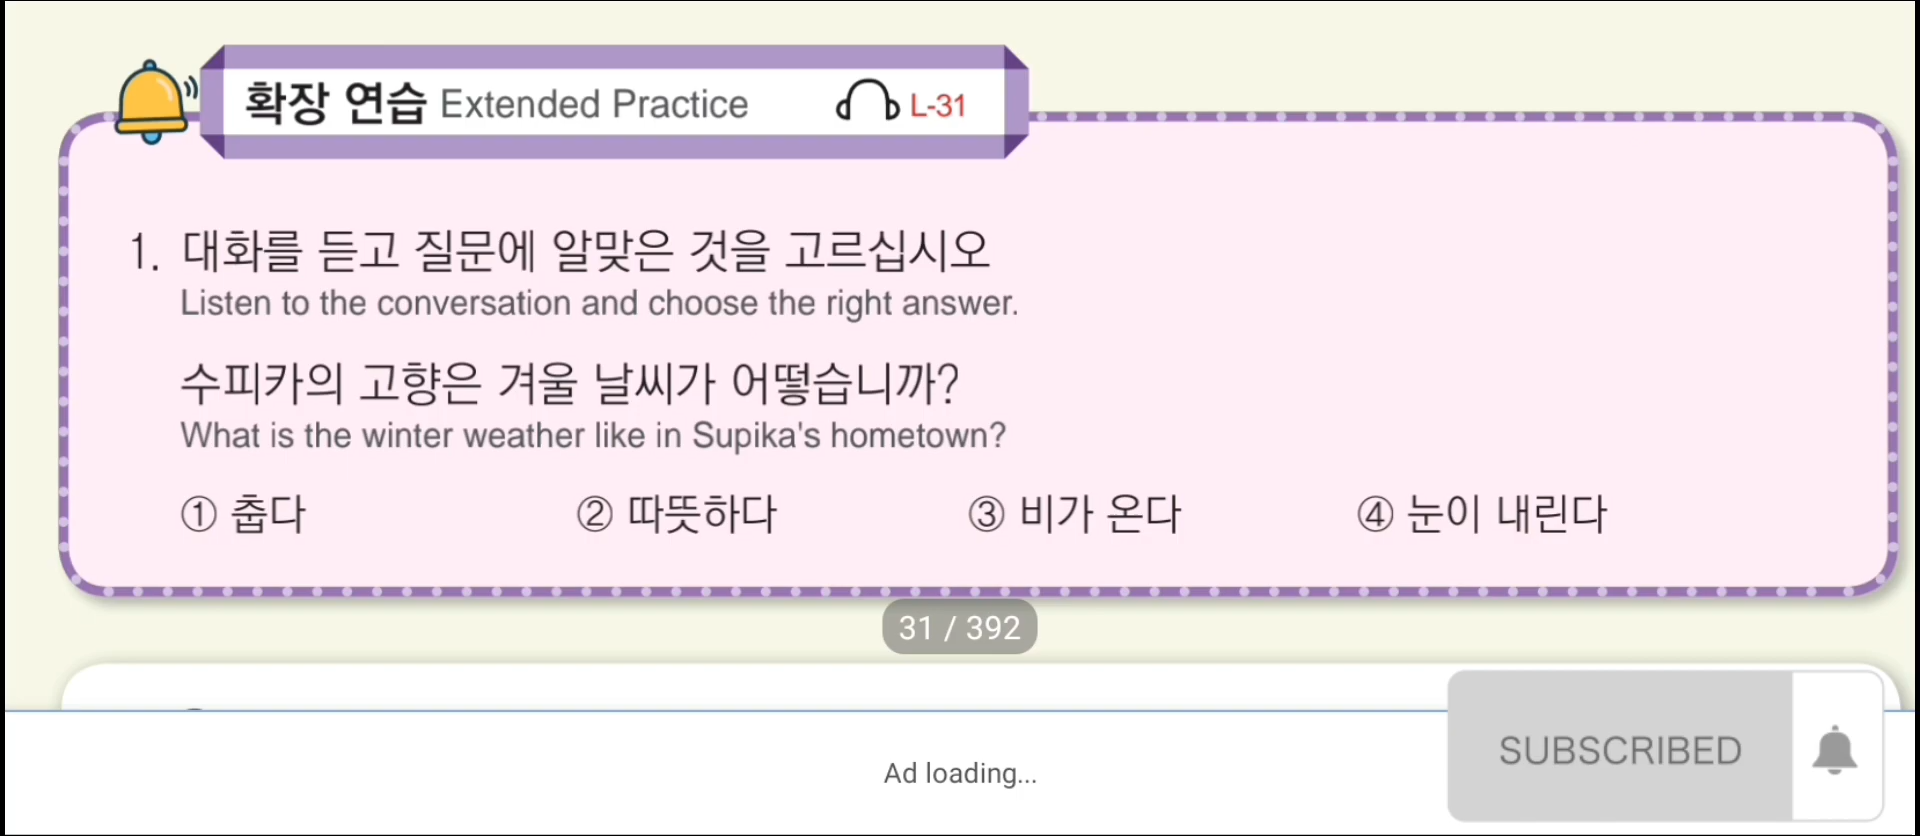 확장 연습 Extended Practice L-31
1. 대화를 듣고 질문에 알맞은 것을 고르십시오
Listen to the conversation and choose the right answer.
수피카의 고향은 겨울 날씨가 어떻습니까?
What is the winter weather like in Supika's hometown?
① 춥다 ② 따뜻하다 ③ 비가 온다 ④ 눈이 내린다
31 / 392
SUBSCRIBED
Ad loading...